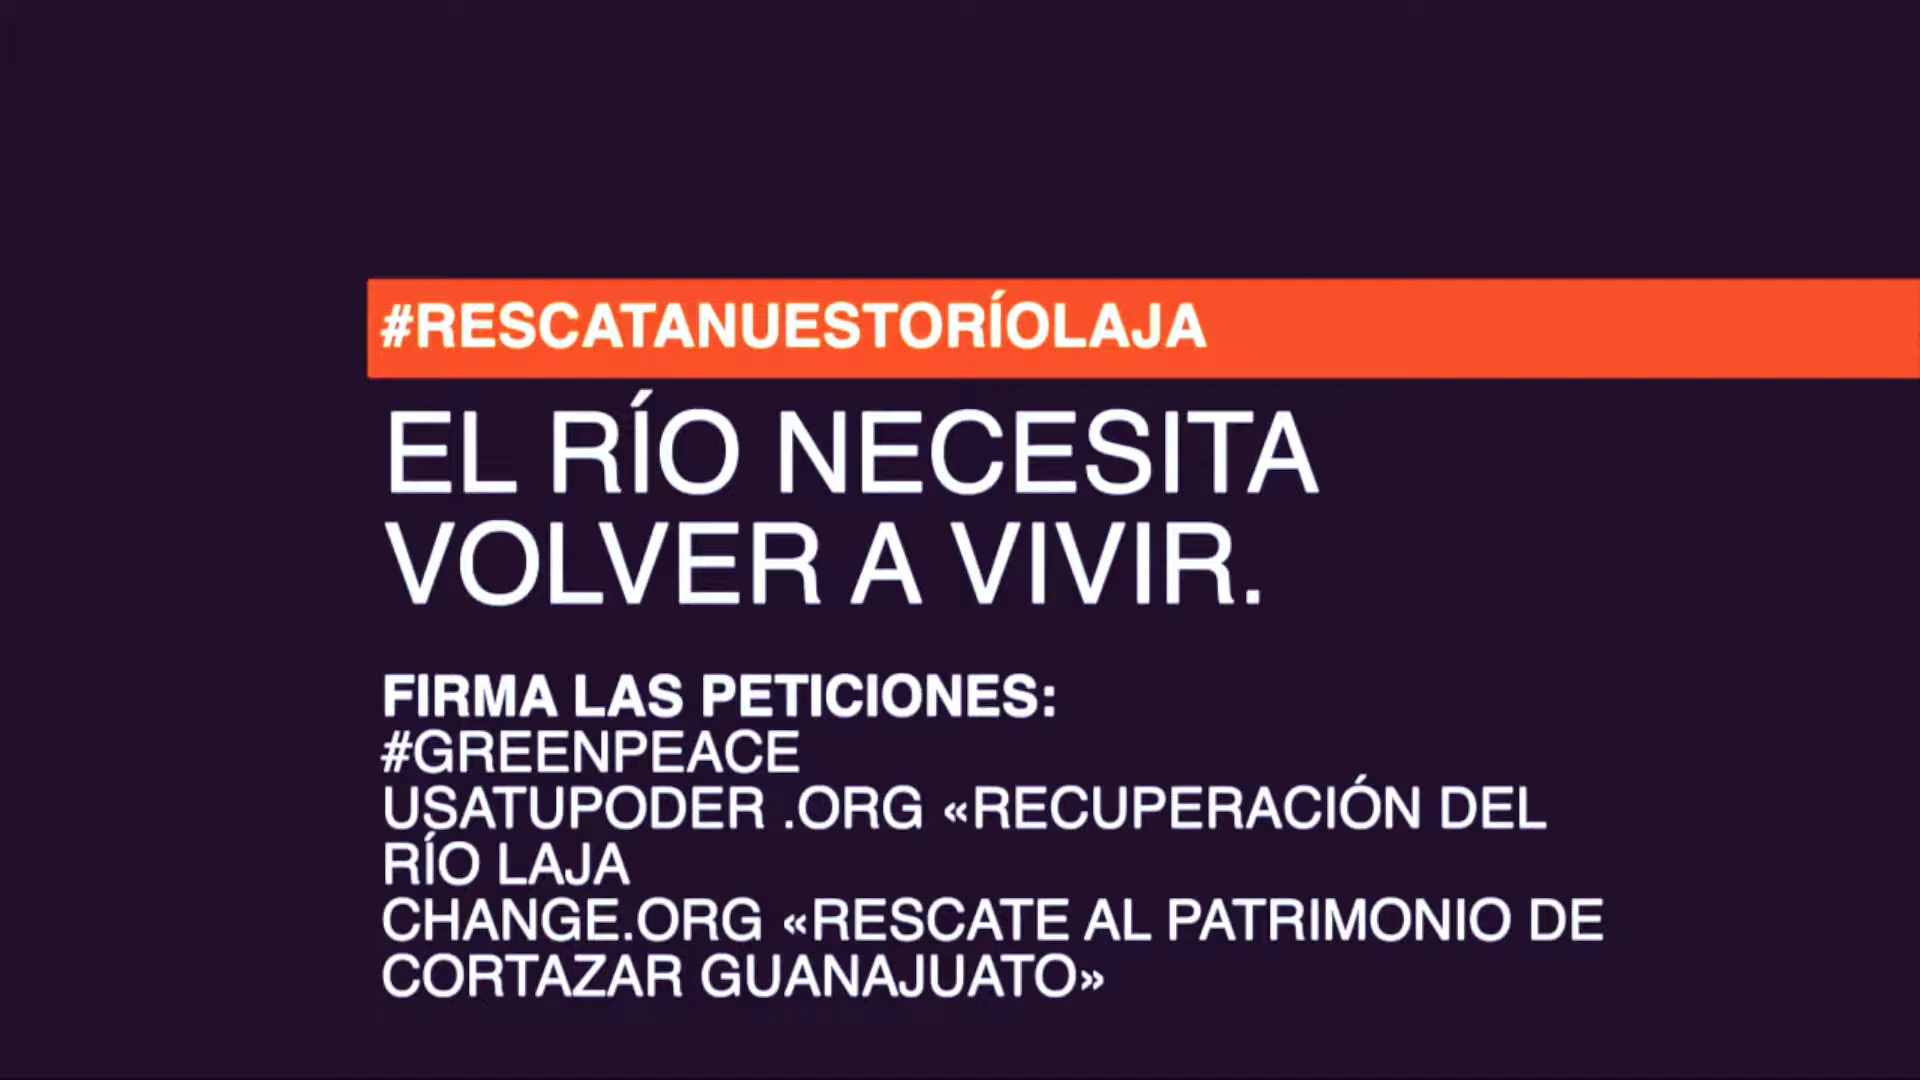 #RESCATANUESTORÍOLAJA
EL RÍO NECESITA
VOLVER A VIVIR.
FIRMA LAS PETICIONES:
#GREENPEACE
USATUPODER .ORG «RECUPERACIÓN DEL
RÍO LAJA
CHANGE.ORG «RESCATE AL PATRIMONIO DE
CORTAZAR GUANAJUATO»